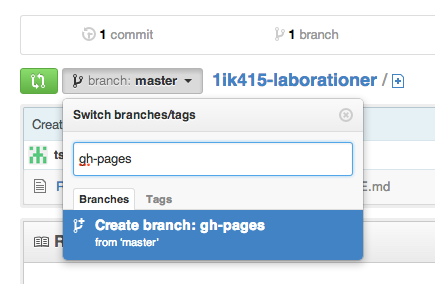 1 commit
1 branch
branch: master
1ik415-laborationer /
Switch branches/tags
Crea
gh-pages
ts
R
E.md
Branches
Tags
Create branch: gh-pages
from 'master'
R